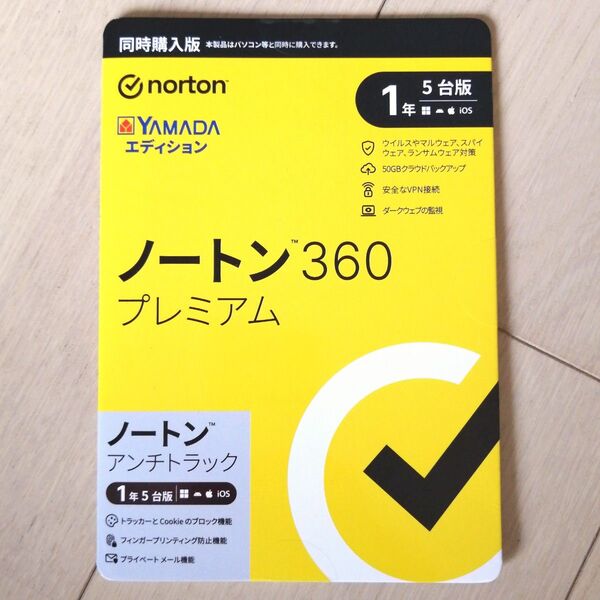 同時購入版 本製品はパソコン等と同時に購入できます。
norton
1年 5台版
iOS
YAMADA
エディション
ウイルスやマルウェア、スパイ
ウェア、ランサムウェア対策
50GBクラウドバックアップ
安全なVPN接続
ダークウェブの監視
ノートン™ 360
プレミアム
ノートン™
アンチトラック
1年5台版 iOS
トラッカーとCookieのブロック機能
フィンガープリンティング防止機能
プライベートメール機能